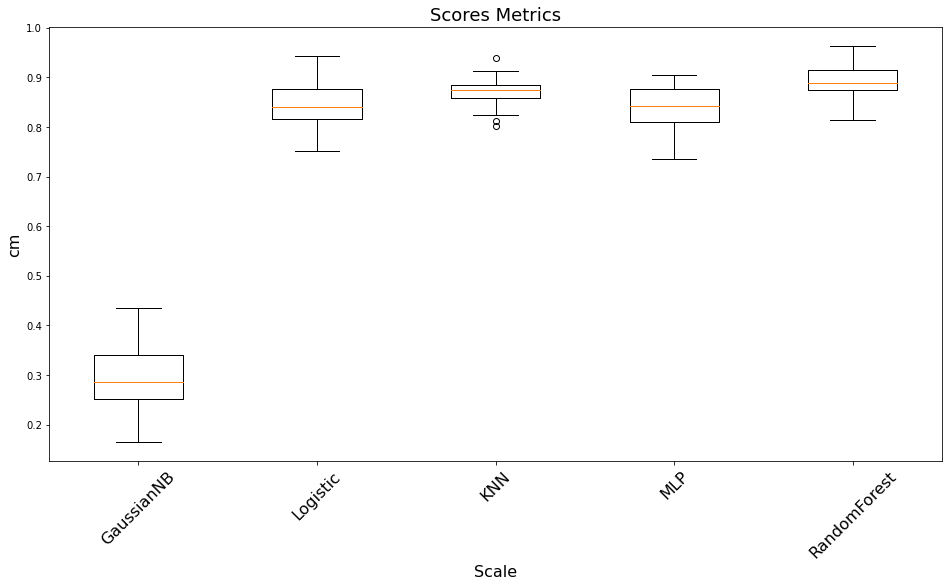 Scores Metrics
1.0
0.9
0.8
0.7
0.6
0.5
0.4
0.3
0.2
cm
GaussianNB
Logistic
KNN
MLP
RandomForest
Scale